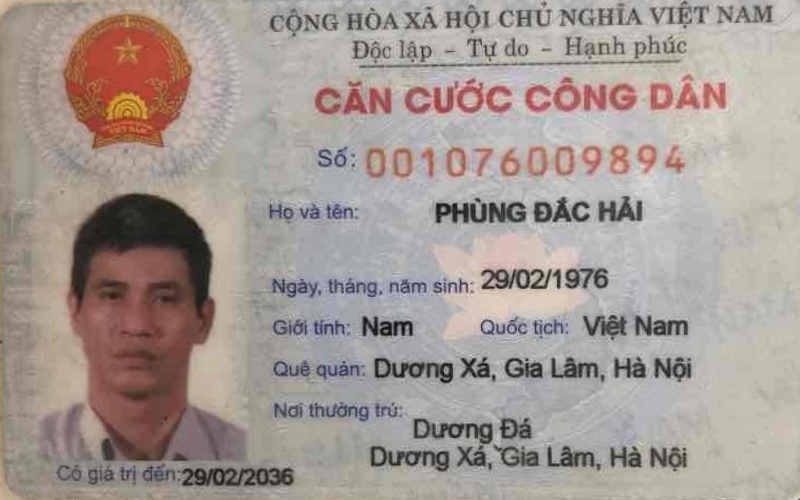 CỘNG HÒA XÃ HỘI CHỦ NGHĨA VIỆT NAM
Độc lập - Tự do - Hạnh phúc
CĂN CƯỚC CÔNG DÂN
Số: 001076009894
Họ và tên: PHÙNG ĐẮC HẢI
Ngày, tháng, năm sinh: 29/02/1976
Giới tính: Nam Quốc tịch: Việt Nam
Quê quán: Dương Xá, Gia Lâm, Hà Nội
Nơi thường trú:
Dương Đá
Dương Xá, Gia Lâm, Hà Nội
Có giá trị đến: 29/02/2036